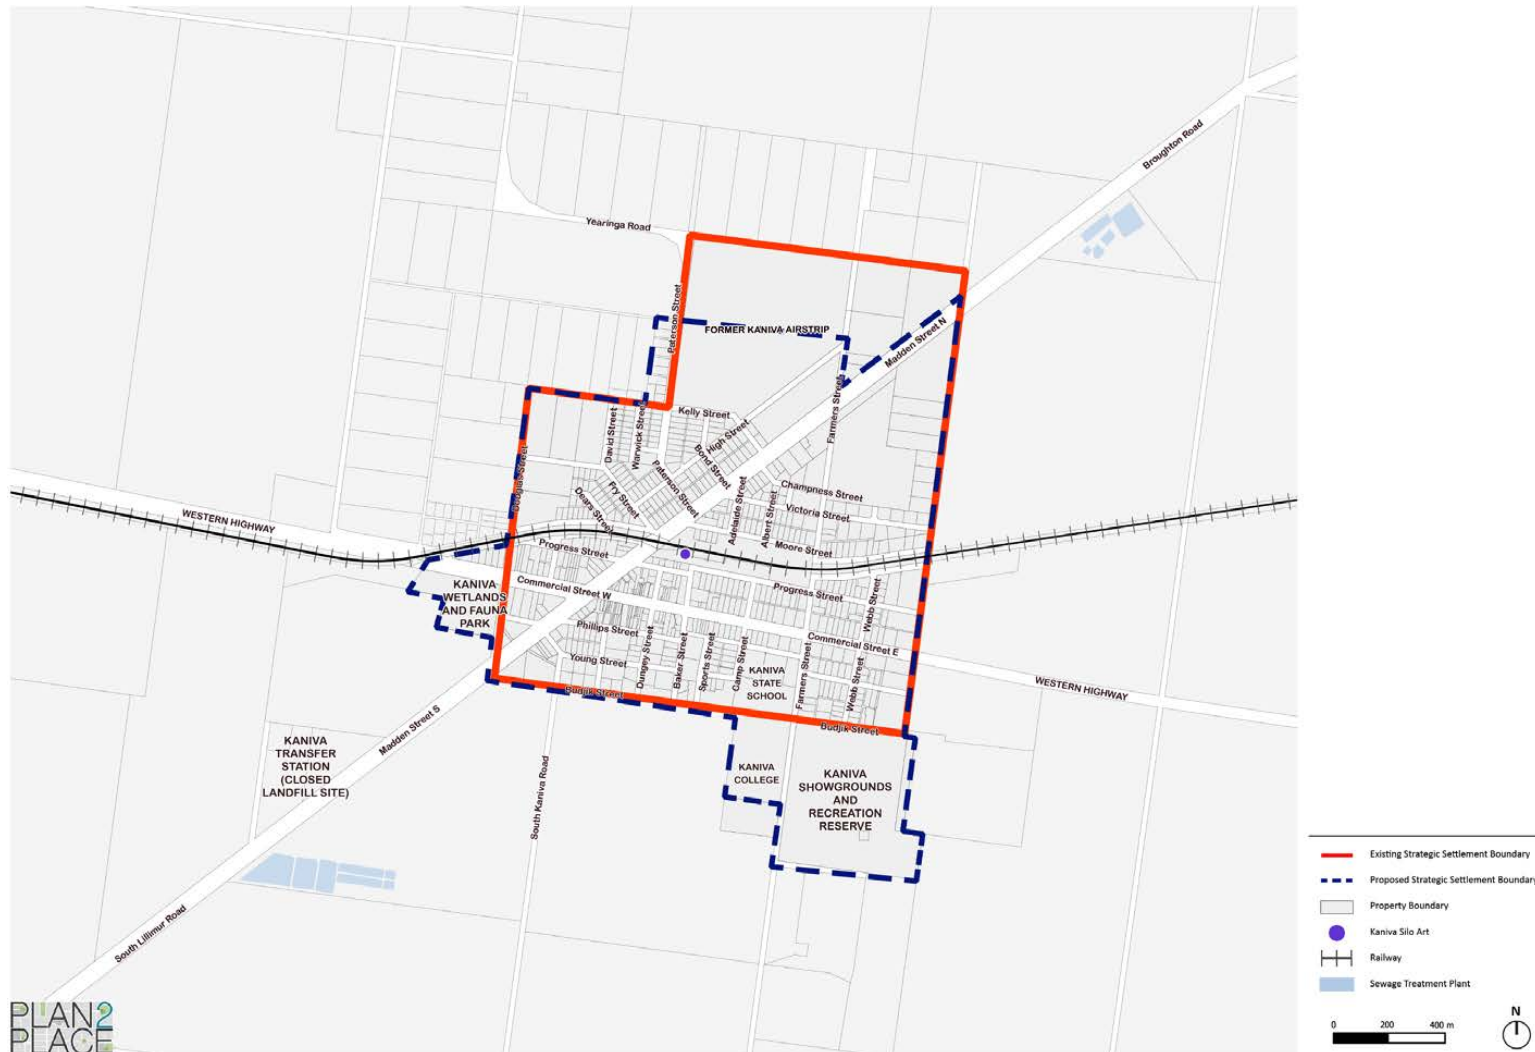 Broughton Road
Yearinga Road
Paterson Street
FORMER KANIVA AIRSTRIP
Madden Street N
Farmers Street
Kelly Street
High Street
David Street
Warwick Street
Bond Street
Paterson Street
Fry Street
Dears Street
Douglas Street
Champness Street
Victoria Street
Adelaide Street
Albert Street
Moore Street
WESTERN HIGHWAY
Progress Street
Progress Street
KANIVA
WETLANDS
AND FAUNA
PARK
Commercial Street W
Webb Street
Commercial Street E
Phillips Street
Young Street
Dungey Street
Baker Street
Sports Street
Camp Street
KANIVA
STATE
SCHOOL
Farmers Street
Webb Street
WESTERN HIGHWAY
Budjik Street
Budjik Street
Madden Street S
KANIVA
TRANSFER
STATION
(CLOSED
LANDFILL SITE)
KANIVA
COLLEGE
KANIVA
SHOWGROUNDS
AND
RECREATION
RESERVE
South Kaniva Road
South Lillimur Road
Existing Strategic Settlement Boundary
Proposed Strategic Settlement Boundary
Property Boundary
Kaniva Silo Art
Railway
Sewage Treatment Plant
N
0 200 400 m
PLAN2
PLACE